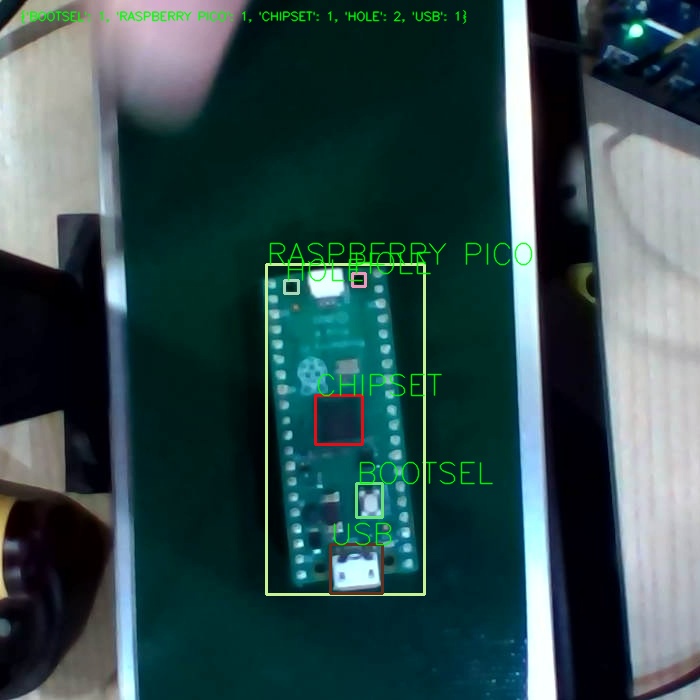 {'BOOTSEL': 1, 'RASPBERRY PICO': 1, 'CHIPSET': 1, 'HOLE': 2, 'USB': 1}
RASPBERRY PICO
HOLE
HOLE
CHIPSET
BOOTSEL
USB